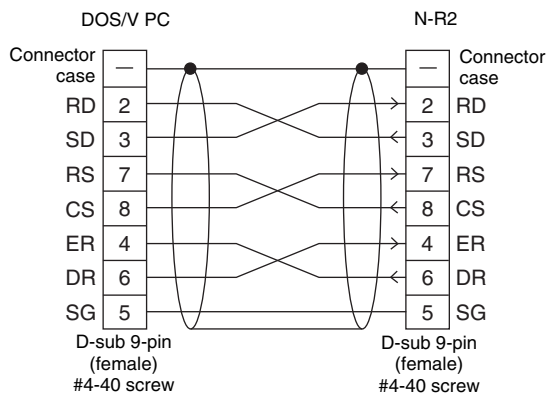 DOS/V PC N-R2
Connector case — — Connector case
RD 2 2 RD
SD 3 3 SD
RS 7 7 RS
CS 8 8 CS
ER 4 4 ER
DR 6 6 DR
SG 5 5 SG
D-sub 9-pin D-sub 9-pin
(female) (female)
#4-40 screw #4-40 screw